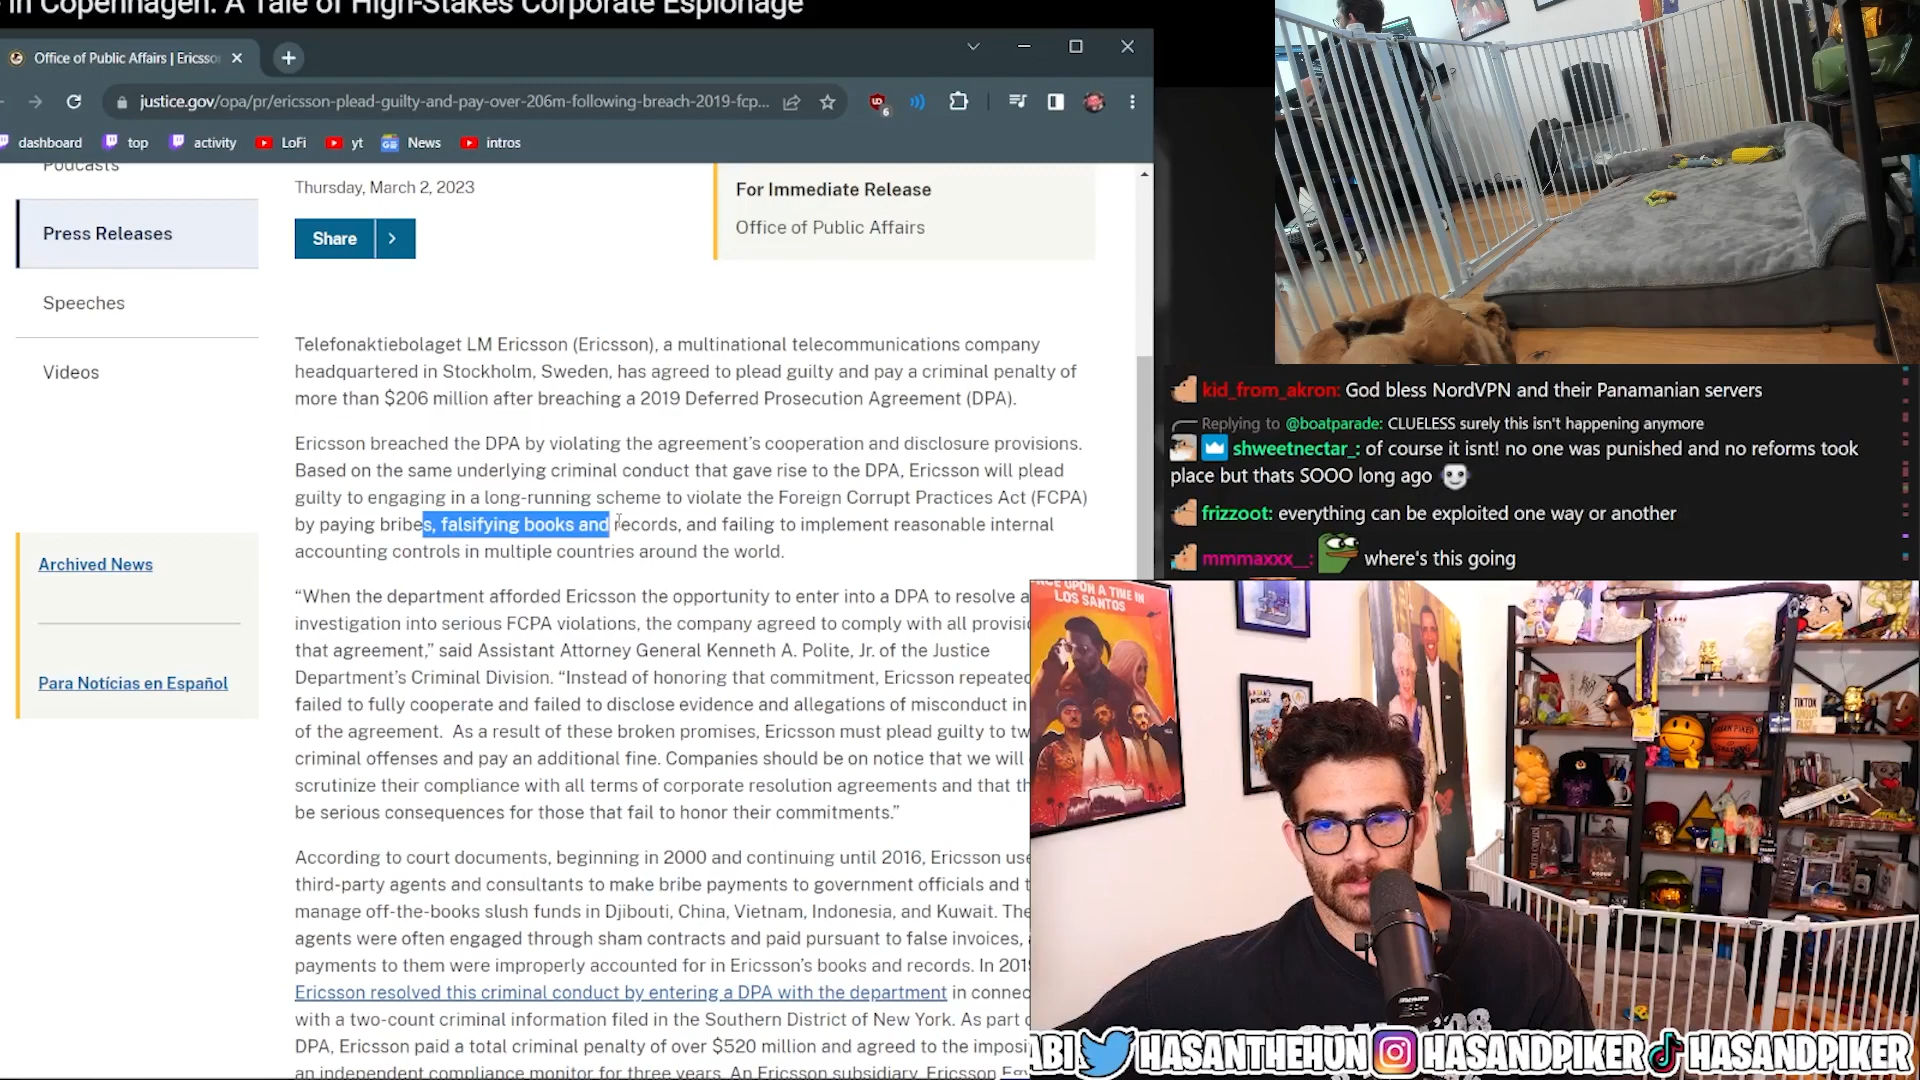 in Copenhagen: A Tale of High-Stakes Corporate Espionage
Office of Public Affairs | Ericsso
justice.gov/opa/pr/ericsson-plead-guilty-and-pay-over-206m-following-breach-2019-fcp...
6
dashboard top activity LoFi yt News intros
Podcasts
Press Releases
Speeches
Videos
Archived News
Para Notícias en Español
Thursday, March 2, 2023
Share
For Immediate Release
Office of Public Affairs
Telefonaktiebolaget LM Ericsson (Ericsson), a multinational telecommunications company
headquartered in Stockholm, Sweden, has agreed to plead guilty and pay a criminal penalty of
more than $206 million after breaching a 2019 Deferred Prosecution Agreement (DPA).
Ericsson breached the DPA by violating the agreement's cooperation and disclosure provisions.
Based on the same underlying criminal conduct that gave rise to the DPA, Ericsson will plead
guilty to engaging in a long-running scheme to violate the Foreign Corrupt Practices Act (FCPA)
by paying bribes, falsifying books and records, and failing to implement reasonable internal
accounting controls in multiple countries around the world.
“When the department afforded Ericsson the opportunity to enter into a DPA to resolve a
investigation into serious FCPA violations, the company agreed to comply with all provisi
that agreement,” said Assistant Attorney General Kenneth A. Polite, Jr. of the Justice
Department's Criminal Division. “Instead of honoring that commitment, Ericsson repeated
failed to fully cooperate and failed to disclose evidence and allegations of misconduct in
of the agreement. As a result of these broken promises, Ericsson must plead guilty to tw
criminal offenses and pay an additional fine. Companies should be on notice that we will
scrutinize their compliance with all terms of corporate resolution agreements and that th
be serious consequences for those that fail to honor their commitments.”
According to court documents, beginning in 2000 and continuing until 2016, Ericsson use
third-party agents and consultants to make bribe payments to government officials and t
manage off-the-books slush funds in Djibouti, China, Vietnam, Indonesia, and Kuwait. The
agents were often engaged through sham contracts and paid pursuant to false invoices,
payments to them were improperly accounted for in Ericsson's books and records. In 201
Ericsson resolved this criminal conduct by entering a DPA with the department in connec
with a two-count criminal information filed in the Southern District of New York. As part o
DPA, Ericsson paid a total criminal penalty of over $520 million and agreed to the imposi
an independent compliance monitor for three years. An Ericsson subsidiary, Ericsson Eg
kid_from_akron: God bless NordVPN and their Panamanian servers
Replying to @boatparade: CLUELESS surely this isn't happening anymore
shweetnectar_: of course it isnt! no one was punished and no reforms took
place but thats SOOO long ago
frizzoot: everything can be exploited one way or another
mmmaxxx__: where's this going
ONCE UPON A TIME IN
LOS SANTOS
TIKTOK
ABI HASANTHEHUN HASANDPIKER HASANDPIKER